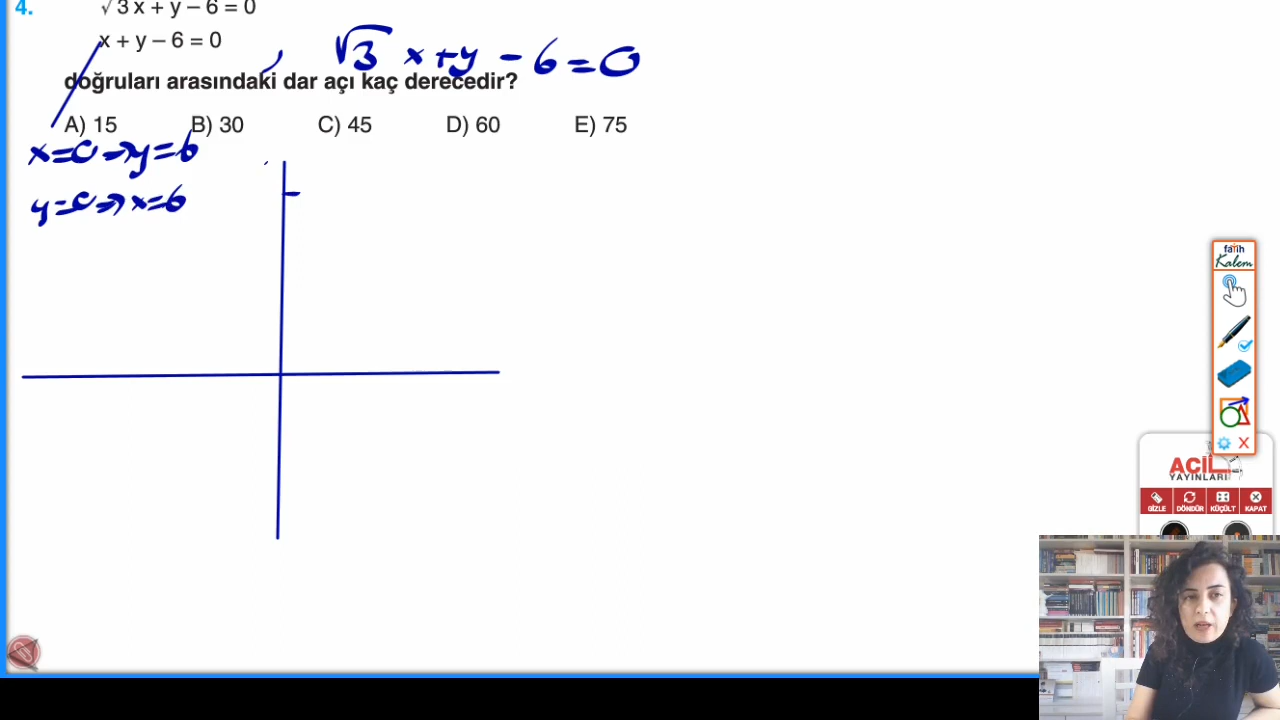 4. √3x + y – 6 = 0
x + y – 6 = 0
√3 x + y – 6 = 0
doğruları arasındaki dar açı kaç derecedir?
A) 15 B) 30 C) 45 D) 60 E) 75
x=0 ⇒ y=6
y=0 ⇒ x=6
fatih
Kalem
ACİL
YAYINLARI
GİZLE DÖNDÜR KÜÇÜLT KAPAT